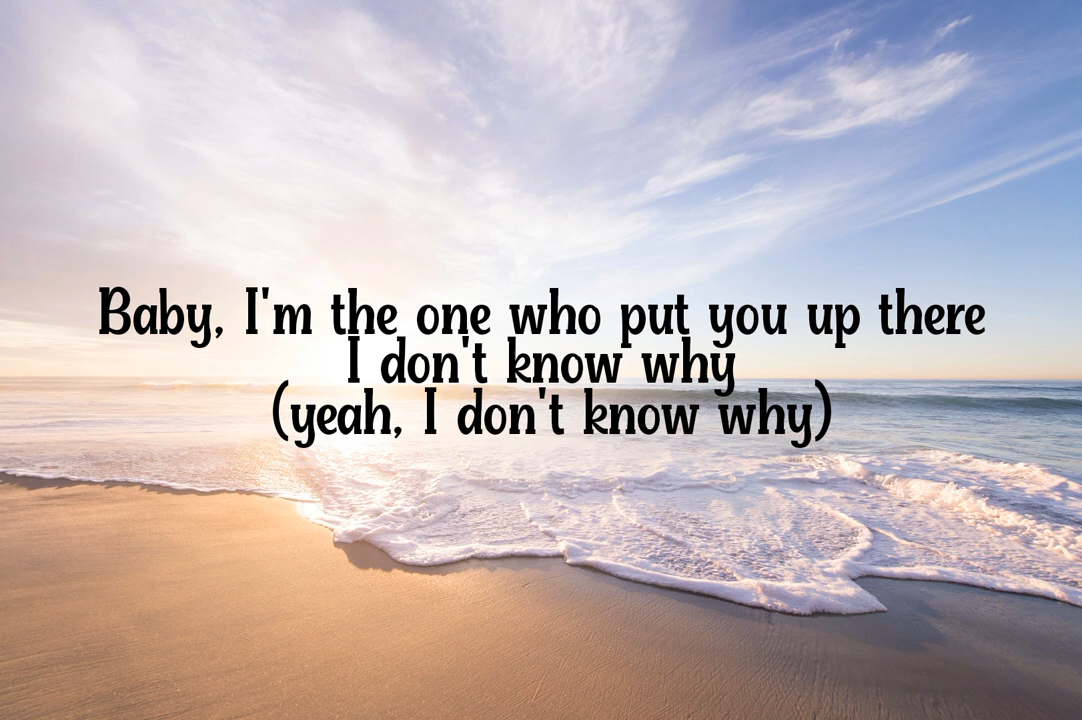 Baby, I'm the one who put you up there
I don't know why
(yeah, I don't know why)